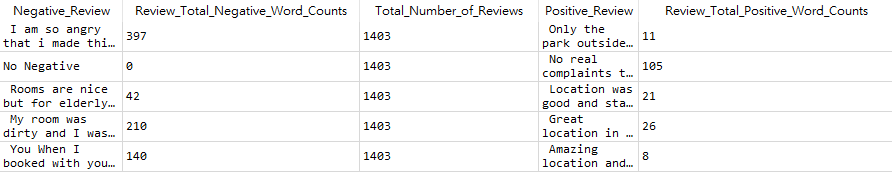 Negative_Review Review_Total_Negative_Word_Counts Total_Number_of_Reviews Positive_Review Review_Total_Positive_Word_Counts
I am so angry that i made thi… 397 1403 Only the park outside… 11
No Negative 0 1403 No real complaints t… 105
Rooms are nice but for elderly… 42 1403 Location was good and sta… 21
My room was dirty and I was… 210 1403 Great location in … 26
You When I booked with you… 140 1403 Amazing location and… 8